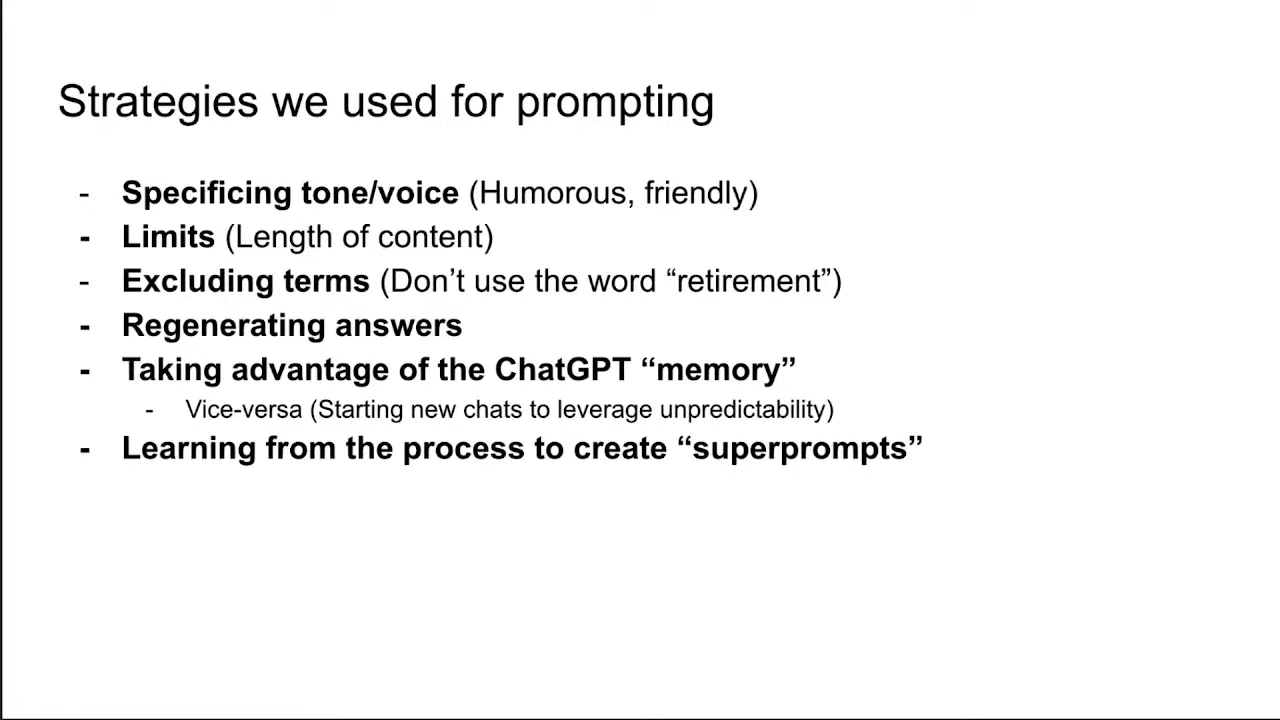 Strategies we used for prompting
- Specificing tone/voice (Humorous, friendly)
- Limits (Length of content)
- Excluding terms (Don’t use the word “retirement”)
- Regenerating answers
- Taking advantage of the ChatGPT “memory”
- Vice-versa (Starting new chats to leverage unpredictability)
- Learning from the process to create “superprompts”